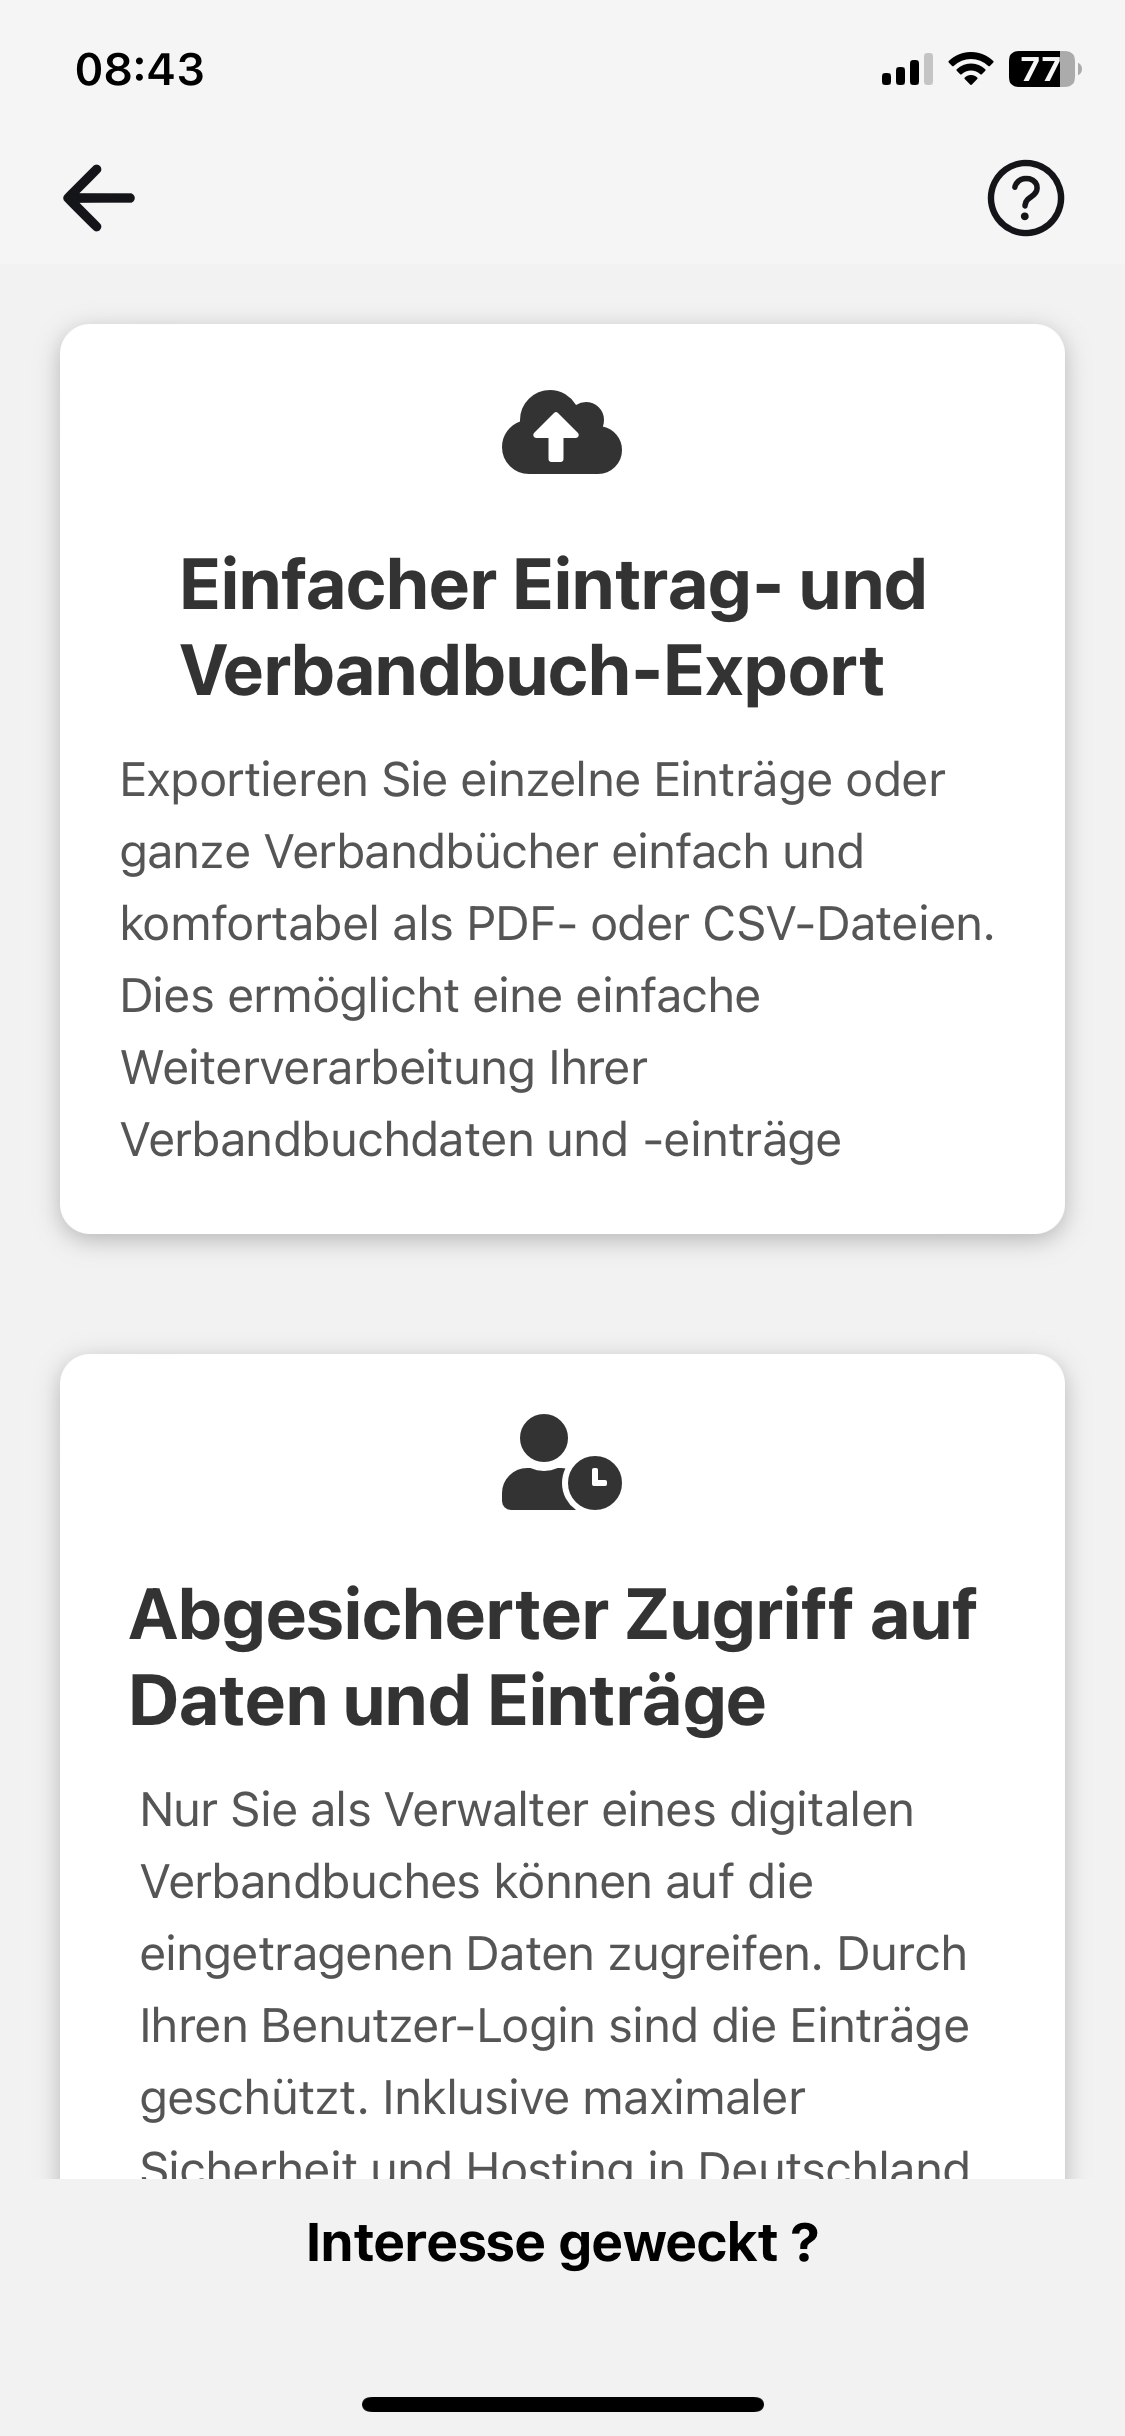 08:43
77
Einfacher Eintrag- und
Verbandbuch-Export
Exportieren Sie einzelne Einträge oder
ganze Verbandbücher einfach und
komfortabel als PDF- oder CSV-Dateien.
Dies ermöglicht eine einfache
Weiterverarbeitung Ihrer
Verbandbuchdaten und -einträge
Abgesicherter Zugriff auf
Daten und Einträge
Nur Sie als Verwalter eines digitalen
Verbandbuches können auf die
eingetragenen Daten zugreifen. Durch
Ihren Benutzer-Login sind die Einträge
geschützt. Inklusive maximaler
Sicherheit und Hosting in Deutschland
Interesse geweckt ?